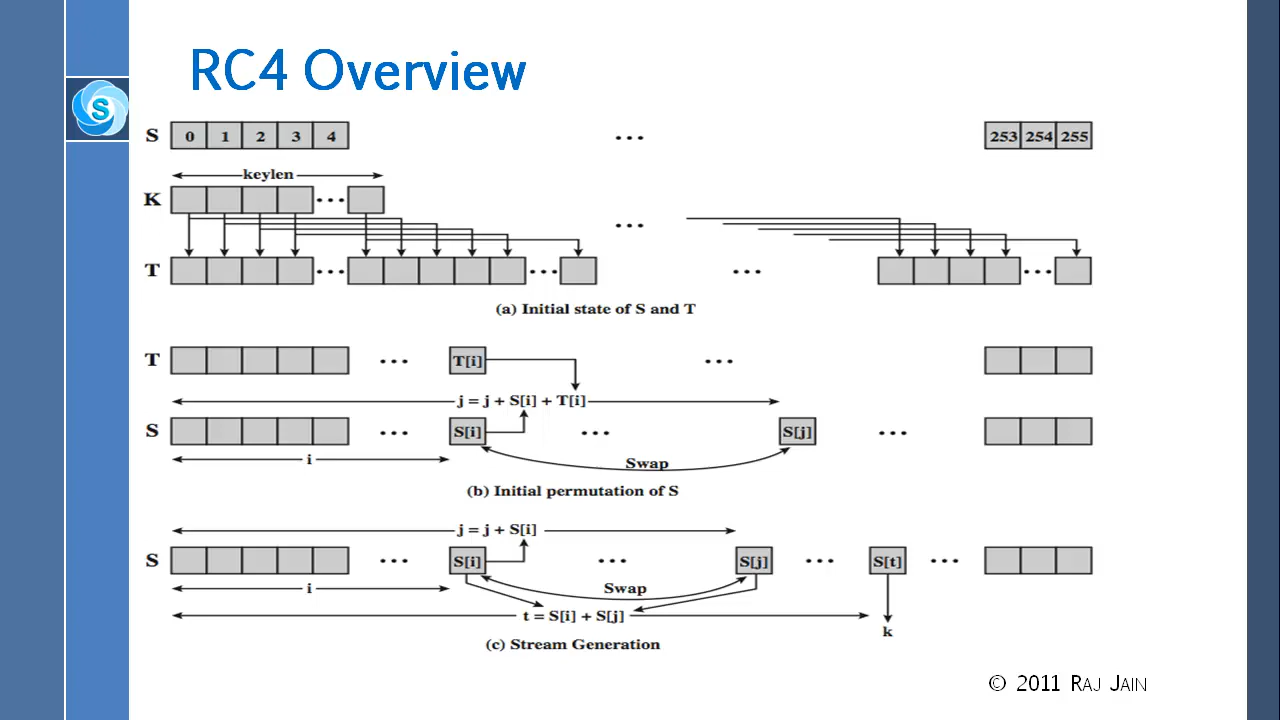 RC4 Overview
S
S 0 1 2 3 4 ... 253 254 255
keylen
K ... ...
T ... ... ... ...
(a) Initial state of S and T
T ... T[i] ...
j = j + S[i] + T[i]
S ... S[i] ... S[j] ...
i
Swap
(b) Initial permutation of S
j = j + S[i]
S ... S[i] ... S[j] ... S[t] ...
i
Swap
t = S[i] + S[j]
k
(c) Stream Generation
© 2011 RAJ JAIN